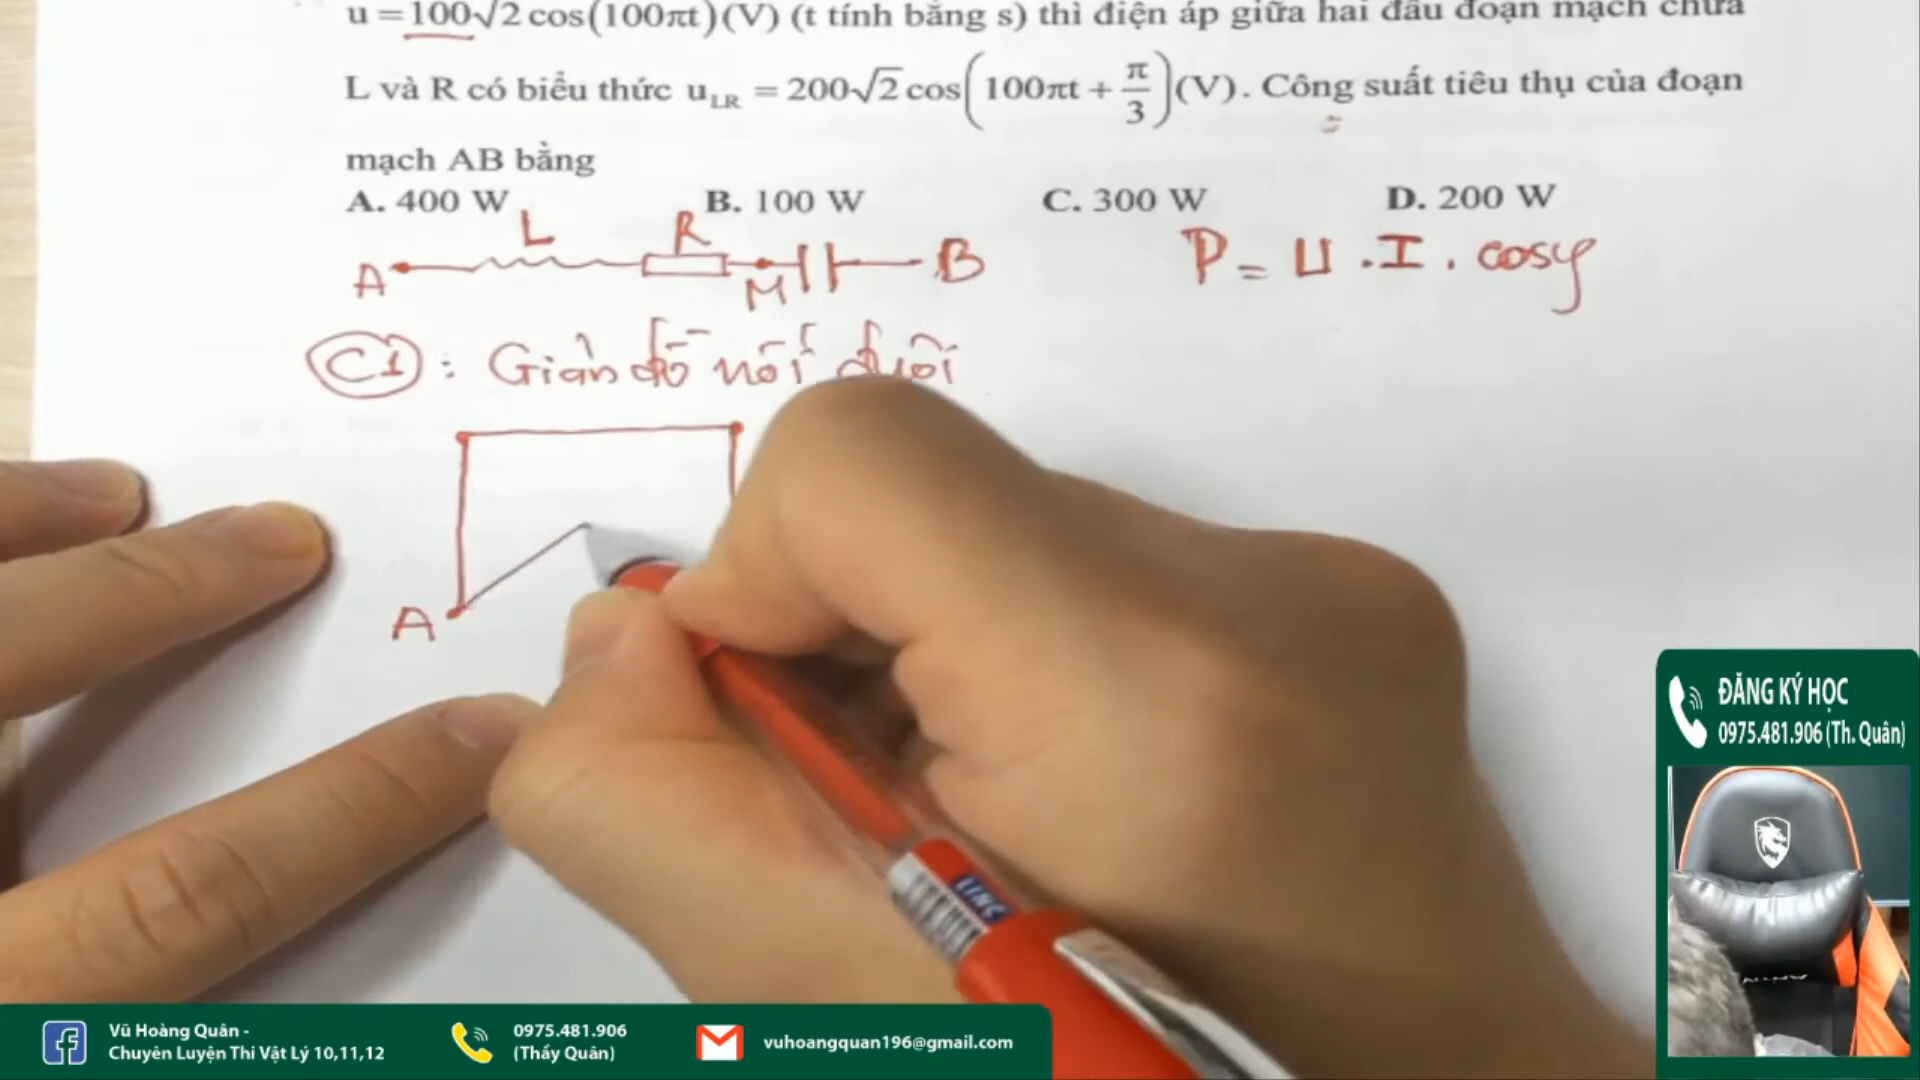 u = 100√2 cos(100πt)(V) (t tính bằng s) thì điện áp giữa hai đầu đoạn mạch chứa
L và R có biểu thức u_LR = 200√2 cos(100πt + π/3)(V). Công suất tiêu thụ của đoạn
mạch AB bằng
A. 400 W B. 100 W C. 300 W D. 200 W
L R
A M B
P = U . I . cosφ
C1 : Giản đồ nối đuôi
A
LINC
ĐĂNG KÝ HỌC
0975.481.906 (Th. Quân)
Vũ Hoàng Quân -
Chuyên Luyện Thi Vật Lý 10,11,12
0975.481.906
(Thầy Quân)
vuhoangquan196@gmail.com